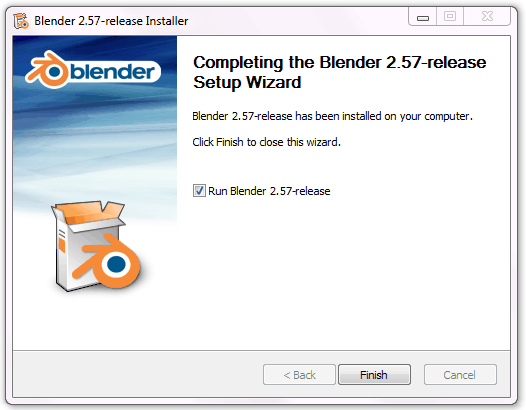 Blender 2.57-release Installer
blender
Completing the Blender 2.57-release
Setup Wizard
Blender 2.57-release has been installed on your computer.
Click Finish to close this wizard.
Run Blender 2.57-release
< Back
Finish
Cancel